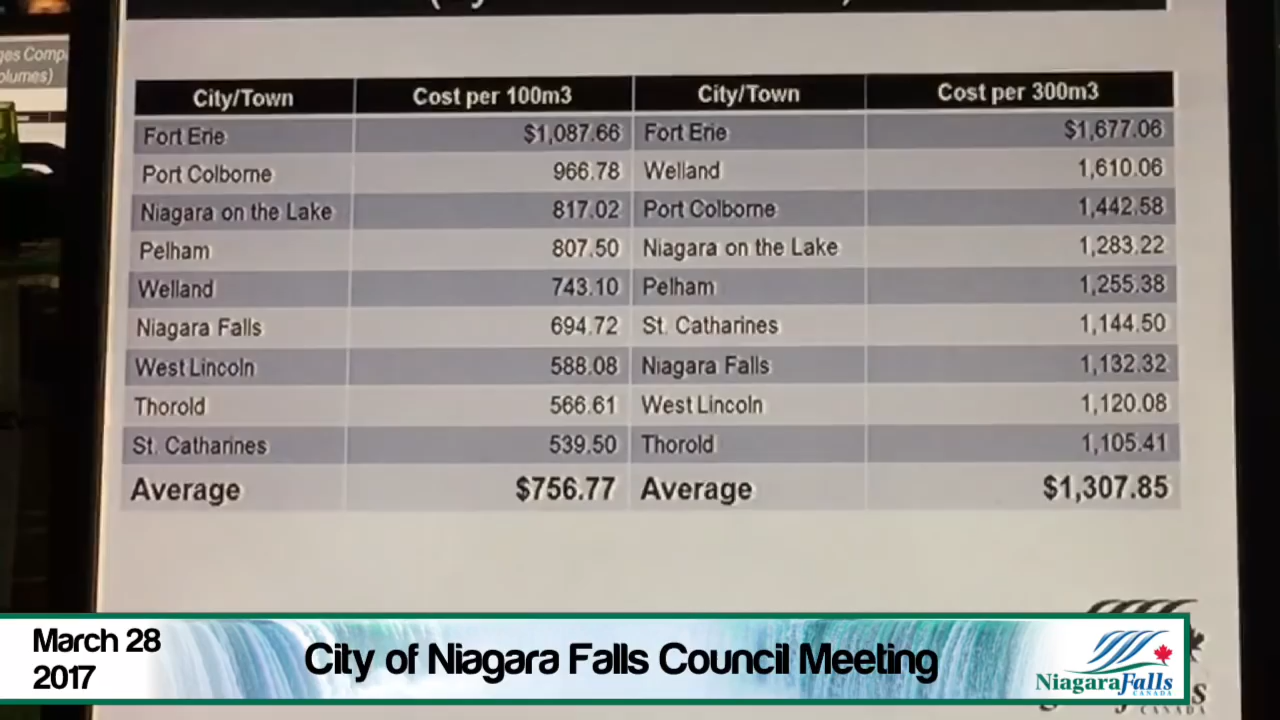 ges Comp
olumes)
City/Town Cost per 100m3 City/Town Cost per 300m3
Fort Erie $1,087.66 Fort Erie $1,677.06
Port Colborne 966.78 Welland 1,610.06
Niagara on the Lake 817.02 Port Colborne 1,442.58
Pelham 807.50 Niagara on the Lake 1,283.22
Welland 743.10 Pelham 1,255.38
Niagara Falls 694.72 St. Catharines 1,144.50
West Lincoln 588.08 Niagara Falls 1,132.32
Thorold 566.61 West Lincoln 1,120.08
St. Catharines 539.50 Thorold 1,105.41
Average $756.77 Average $1,307.85
March 28
2017
City of Niagara Falls Council Meeting
NiagaraFalls
CANADA